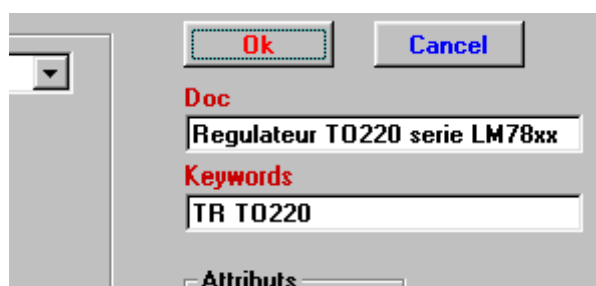 Ok Cancel
Doc
Regulateur TO220 serie LM78xx
Keywords
TR TO220
Attributs